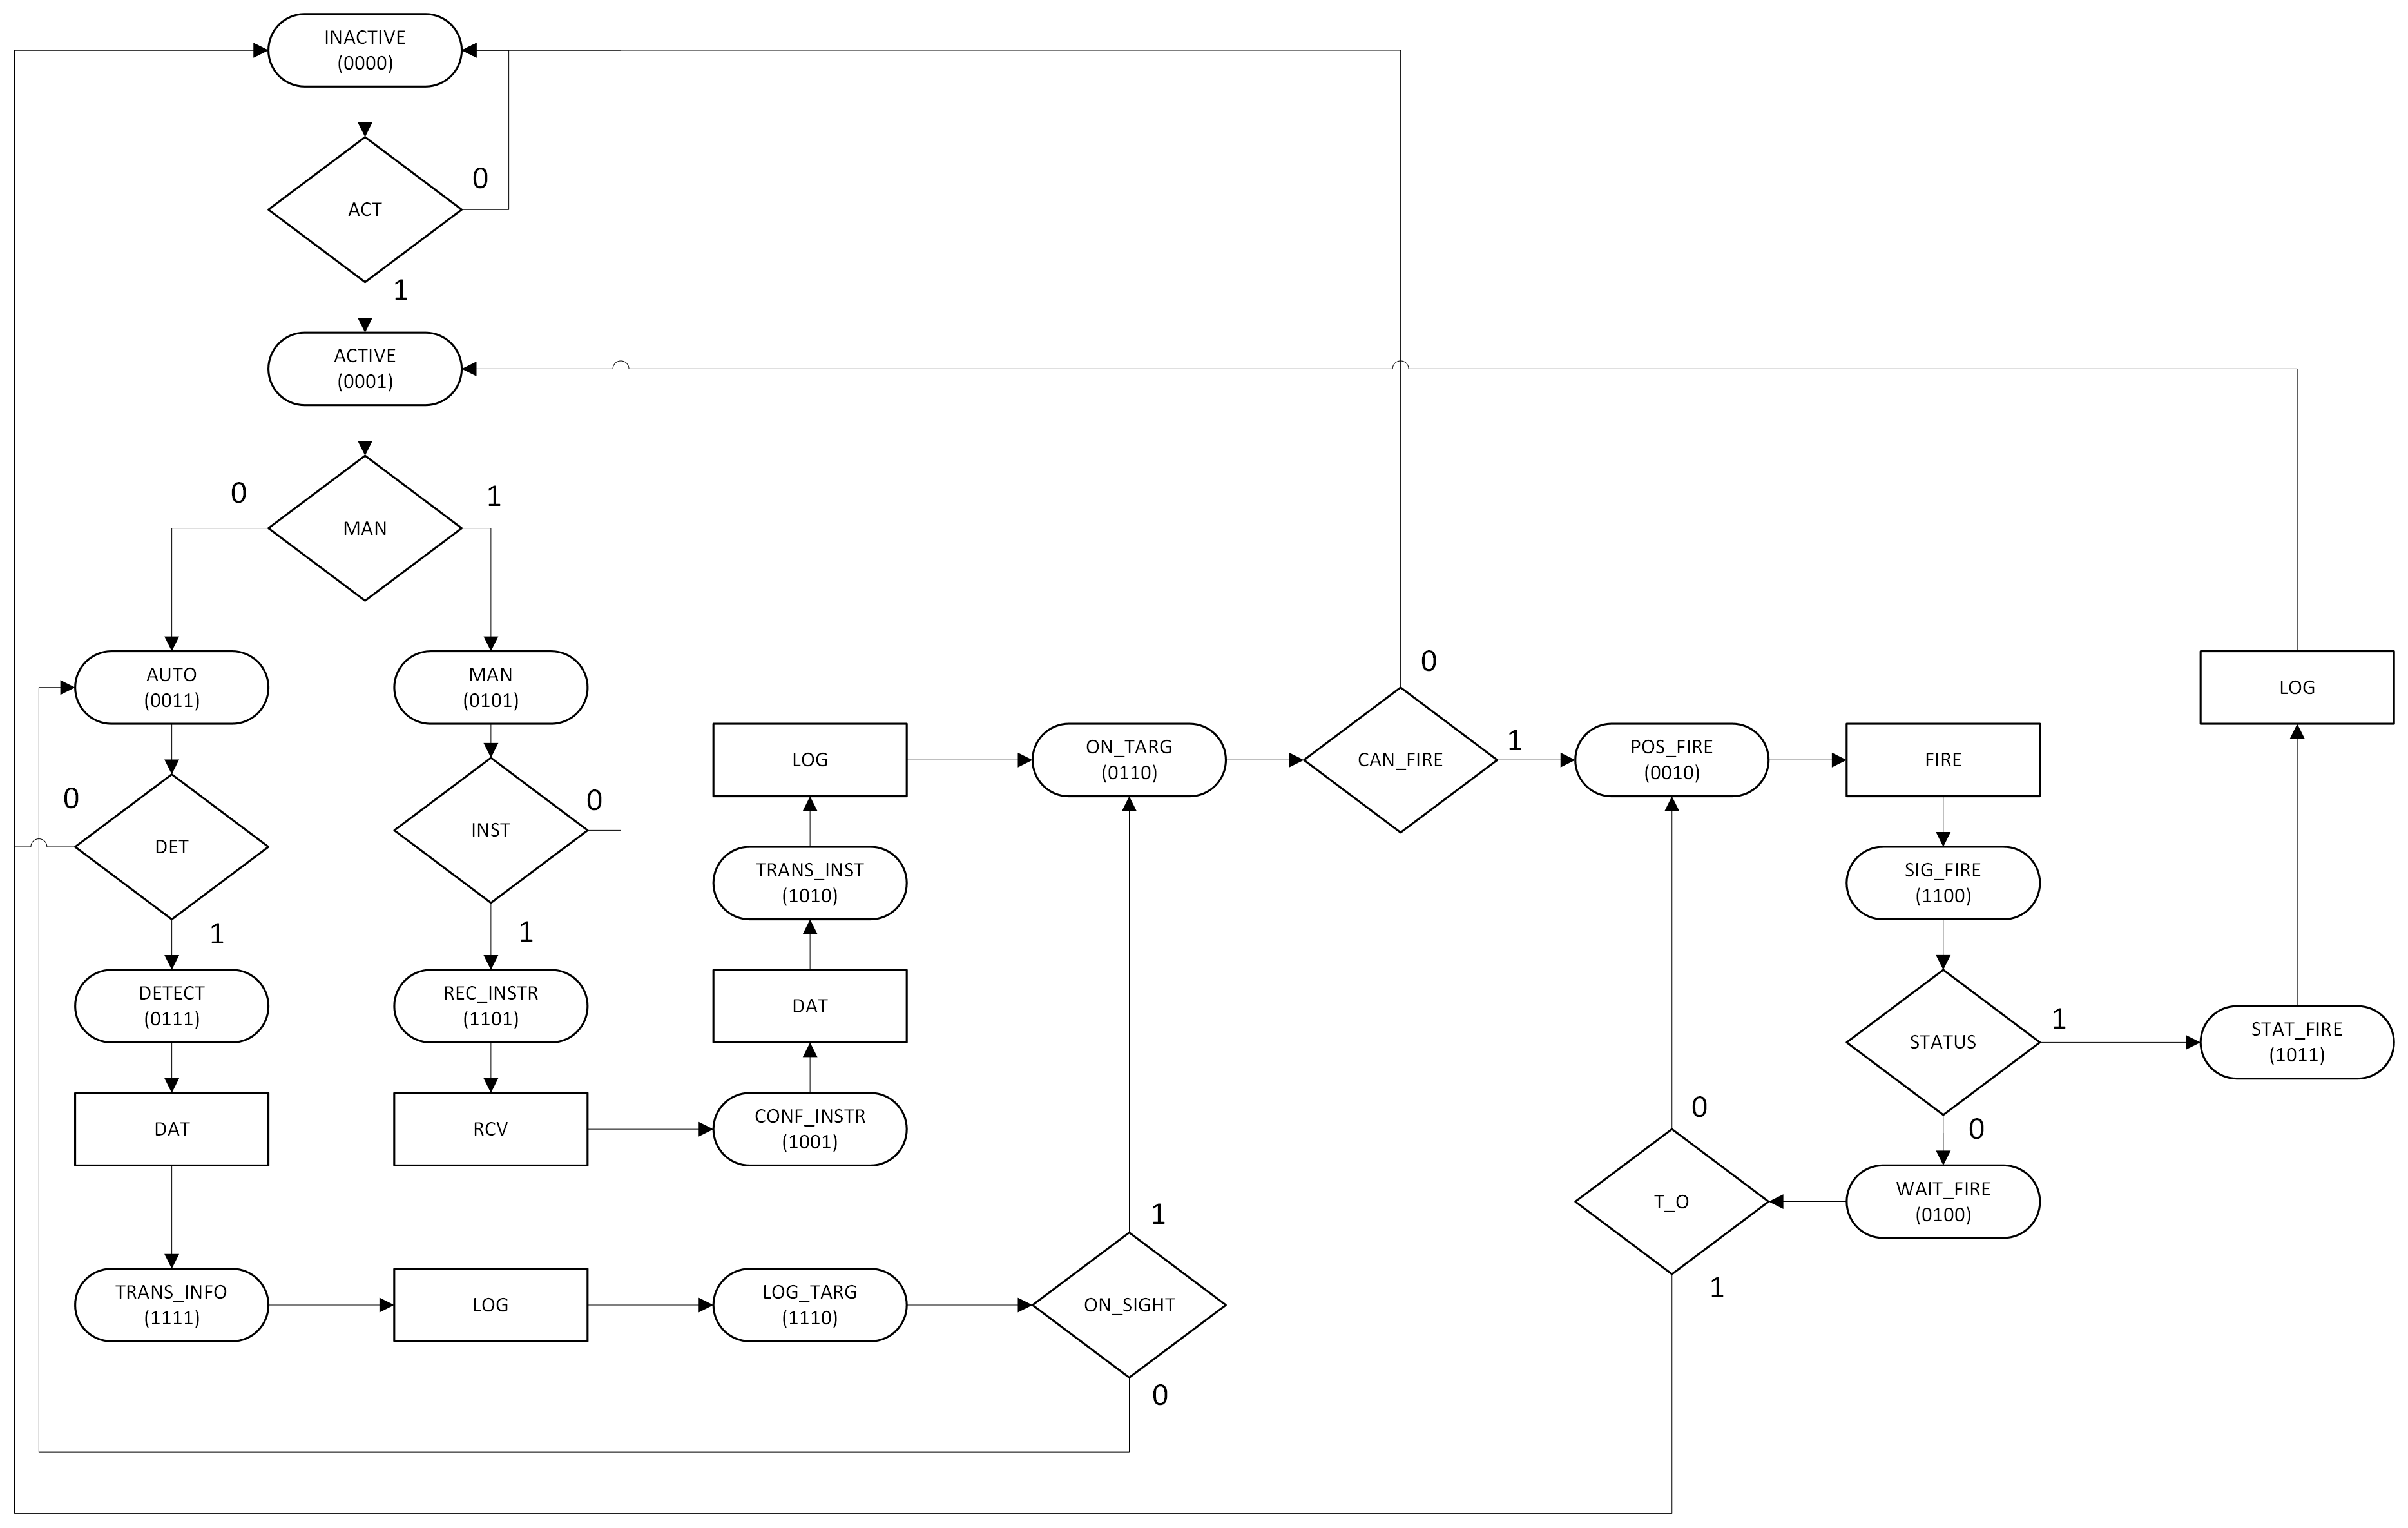 INACTIVE
(0000)
ACT
0
1
ACTIVE
(0001)
MAN
0
1
AUTO
(0011)
MAN
(0101)
DET
0
1
INST
0
1
DETECT
(0111)
REC_INSTR
(1101)
DAT
RCV
TRANS_INFO
(1111)
LOG
LOG
TRANS_INST
(1010)
DAT
CONF_INSTR
(1001)
LOG_TARG
(1110)
ON_TARG
(0110)
ON_SIGHT
1
0
CAN_FIRE
0
1
POS_FIRE
(0010)
FIRE
SIG_FIRE
(1100)
STATUS
1
0
WAIT_FIRE
(0100)
T_O
0
1
LOG
STAT_FIRE
(1011)